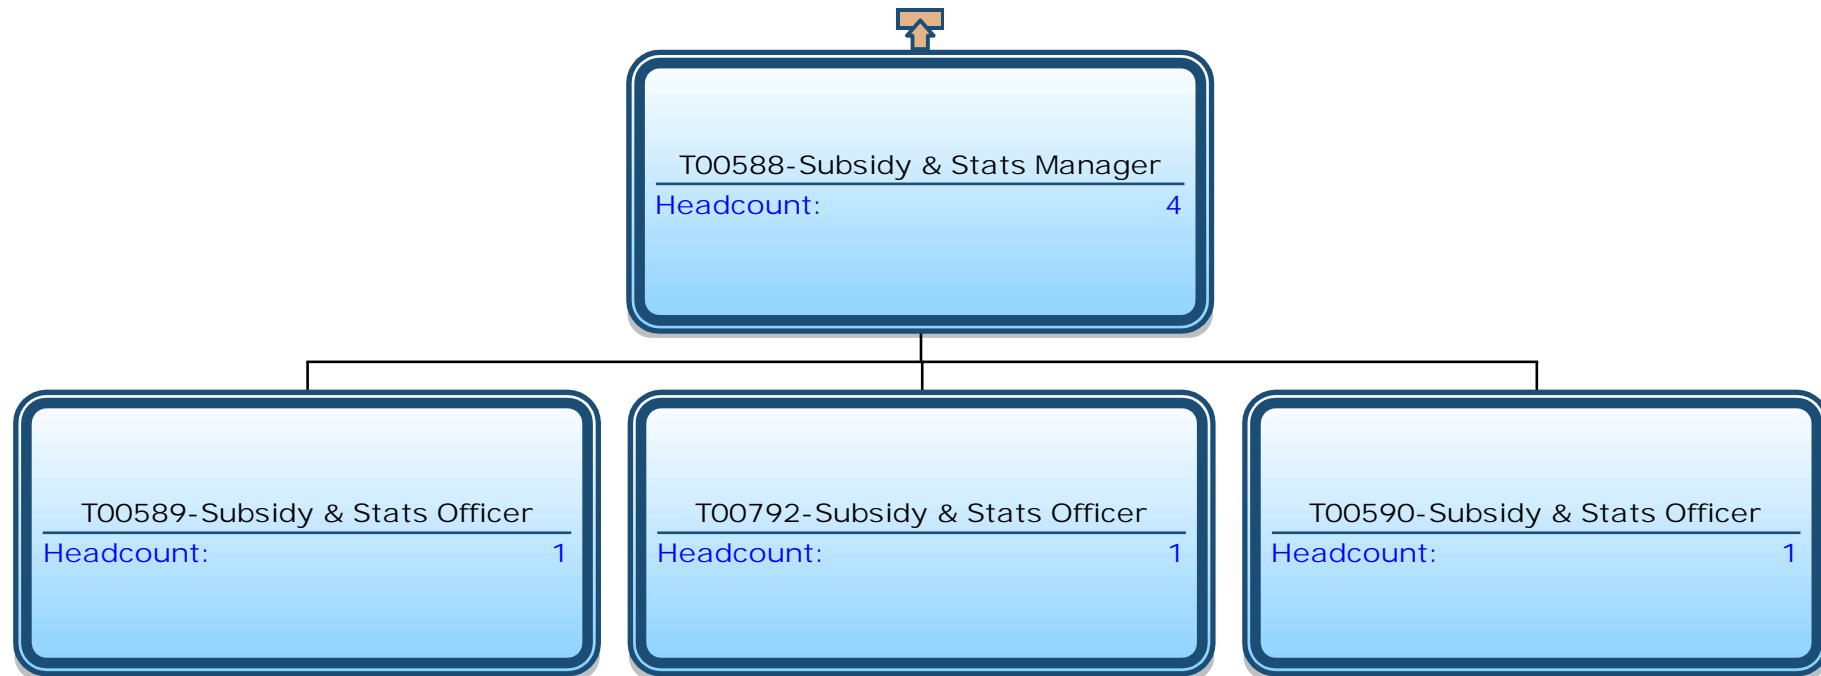 T00588-Subsidy & Stats Manager
Headcount: 4
T00589-Subsidy & Stats Officer
Headcount: 1
T00792-Subsidy & Stats Officer
Headcount: 1
T00590-Subsidy & Stats Officer
Headcount: 1